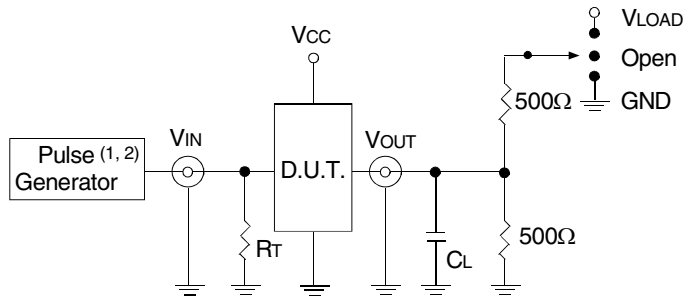 VLOAD
VCC
Open
500Ω
GND
Pulse (1, 2)
Generator
VIN
D.U.T.
VOUT
RT
CL
500Ω